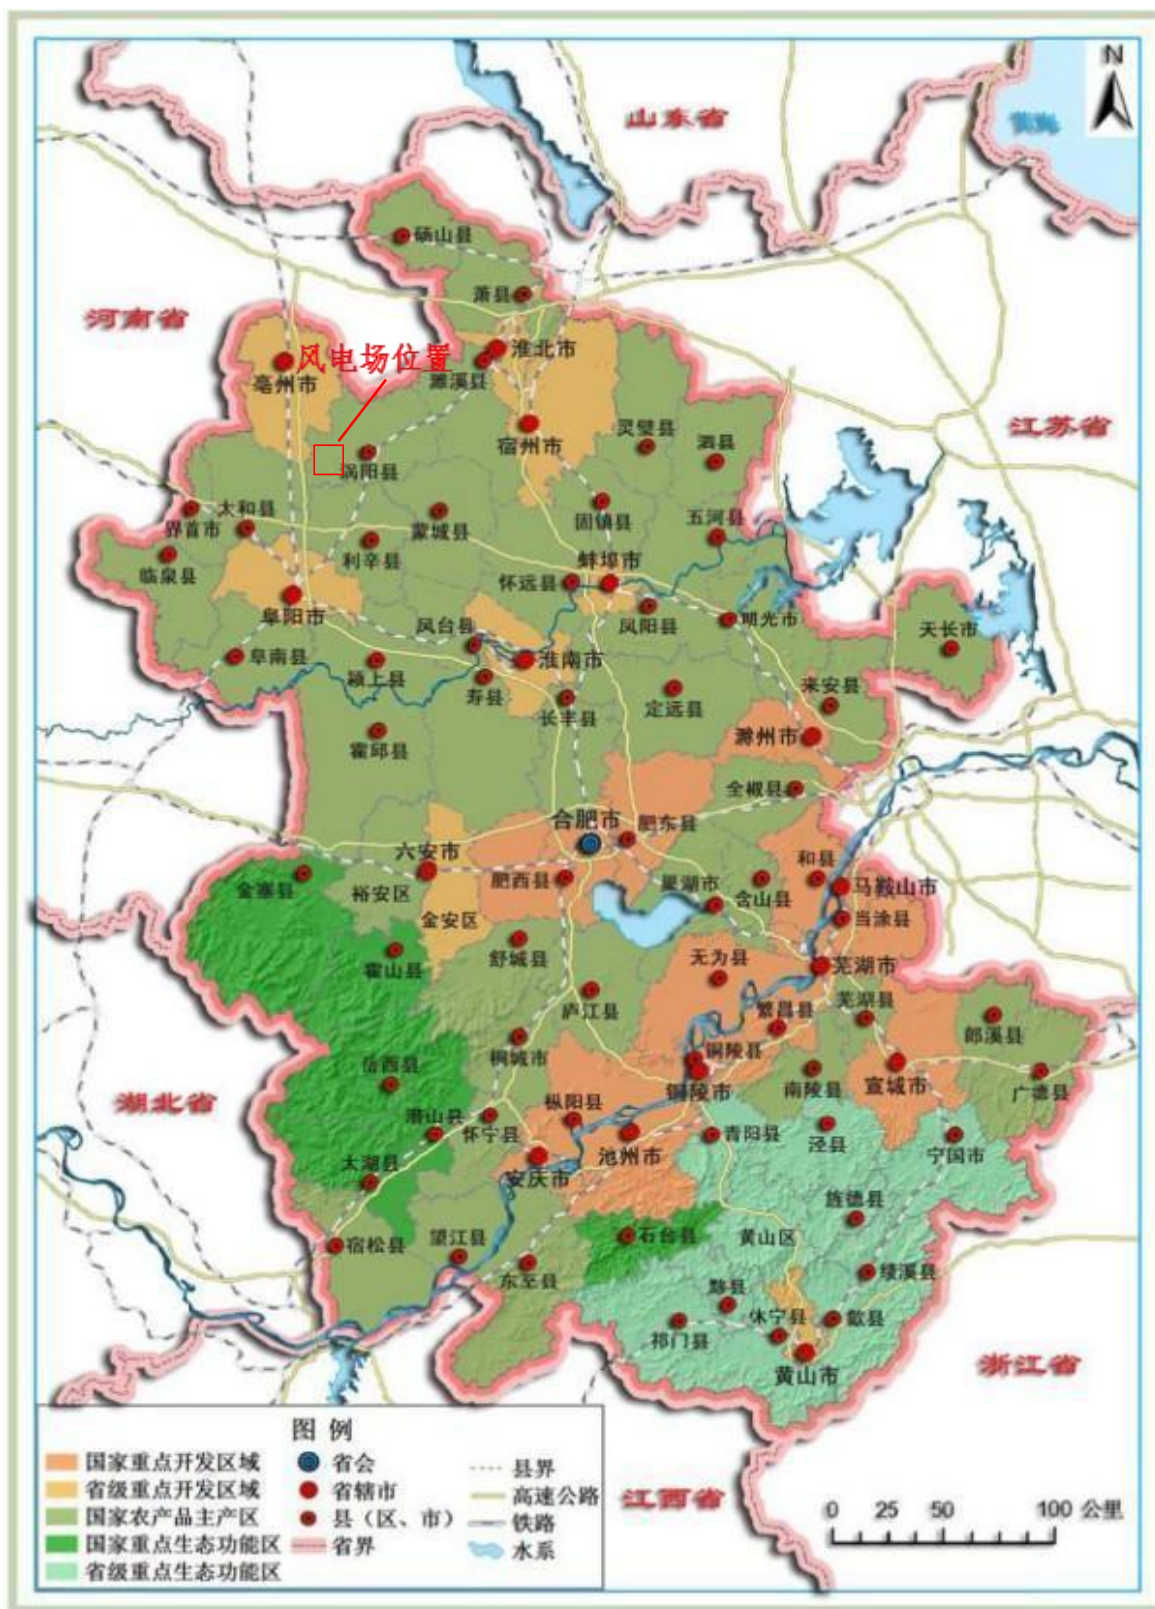 N
山东省
黄海
砀山县
萧县
河南省
风电场位置
淮北市
濉溪县
亳州市
江苏省
灵璧县
宿州市
泗县
涡阳县
太和县
界首市
蒙城县
固镇县
五河县
利辛县
临泉县
怀远县
蚌埠市
阜阳市
凤台县
凤阳县
明光市
天长市
阜南县
颍上县
淮南市
寿县
来安县
长丰县
定远县
霍邱县
滁州市
全椒县
合肥市
肥东县
六安市
和县
金寨县
裕安区
肥西县
巢湖市
含山县
马鞍山市
金安区
当涂县
霍山县
舒城县
无为县
芜湖市
庐江县
繁昌县
芜湖县
郎溪县
桐城市
铜陵县
岳西县
铜陵市
南陵县
宣城市
广德县
湖北省
潜山县
怀宁县
枞阳县
青阳县
泾县
宁国市
太湖县
安庆市
池州市
旌德县
宿松县
望江县
石台县
黄山区
东至县
绩溪县
黟县
祁门县
休宁县
歙县
黄山市
浙江省
图 例
国家重点开发区域
省级重点开发区域
国家农产品主产区
国家重点生态功能区
省级重点生态功能区
省会
省辖市
县（区、市）
省界
县界
高速公路
铁路
水系
江西省
0 25 50 100 公里